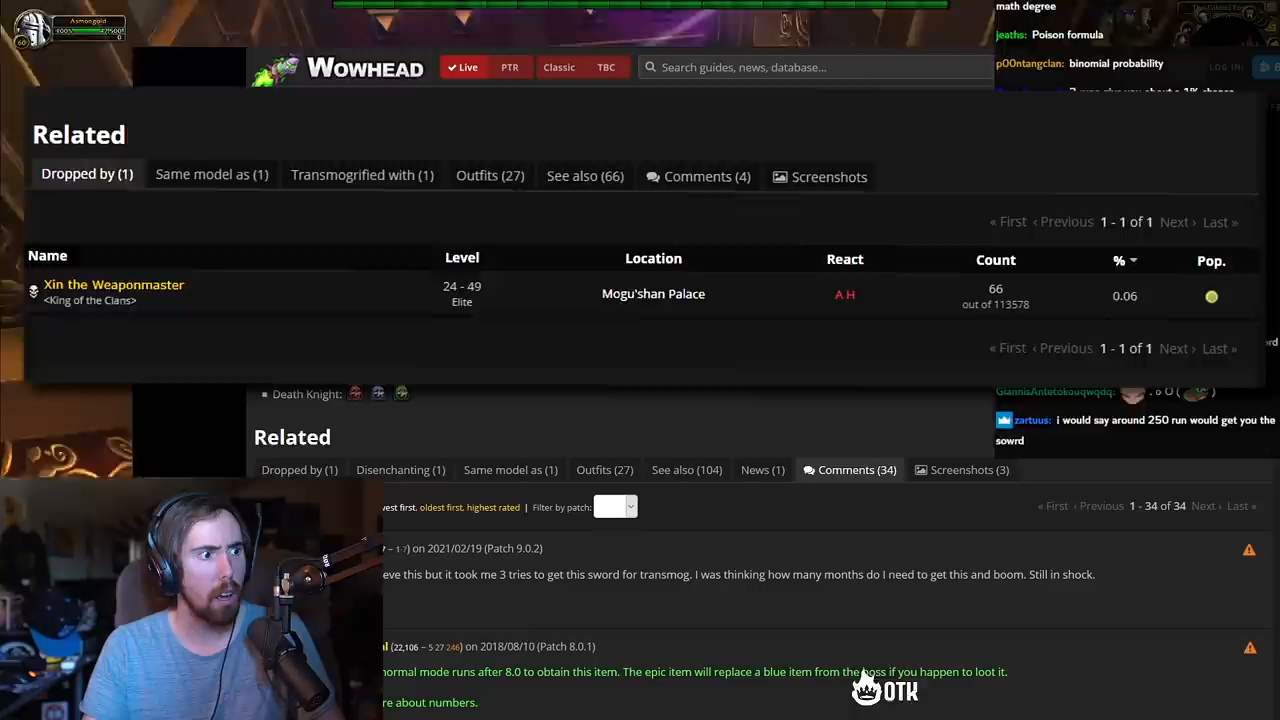 Asmongold
100%
60
math degree
jeaths: Poison formula
p00ntangclan: binomial probability
WOWHEAD
Live
PTR
Classic
TBC
Search guides, news, database...
LOG IN:
Related
Dropped by (1)
Same model as (1)
Transmogrified with (1)
Outfits (27)
See also (66)
Comments (4)
Screenshots
« First ‹ Previous 1 - 1 of 1 Next › Last »
Name
Level
Location
React
Count
%
Pop.
Xin the Weaponmaster
<King of the Clans>
24 - 49
Elite
Mogu'shan Palace
A H
66
out of 113578
0.06
« First ‹ Previous 1 - 1 of 1 Next › Last »
Death Knight:
GiannisAntetokouqwqdq:
zartuus: i would say around 250 run would get you the
sowrd
Related
Dropped by (1)
Disenchanting (1)
Same model as (1)
Outfits (27)
See also (104)
News (1)
Comments (34)
Screenshots (3)
first, oldest first, highest rated | Filter by patch:
« First ‹ Previous 1 - 34 of 34 Next › Last »
on 2021/02/19 (Patch 9.0.2)
this but it took me 3 tries to get this sword for transmog. I was thinking how many months do I need to get this and boom. Still in shock.
(22,106 – 5 27 246) on 2018/08/10 (Patch 8.0.1)
normal mode runs after 8.0 to obtain this item. The epic item will replace a blue item from the boss if you happen to loot it.
about numbers.
OTK